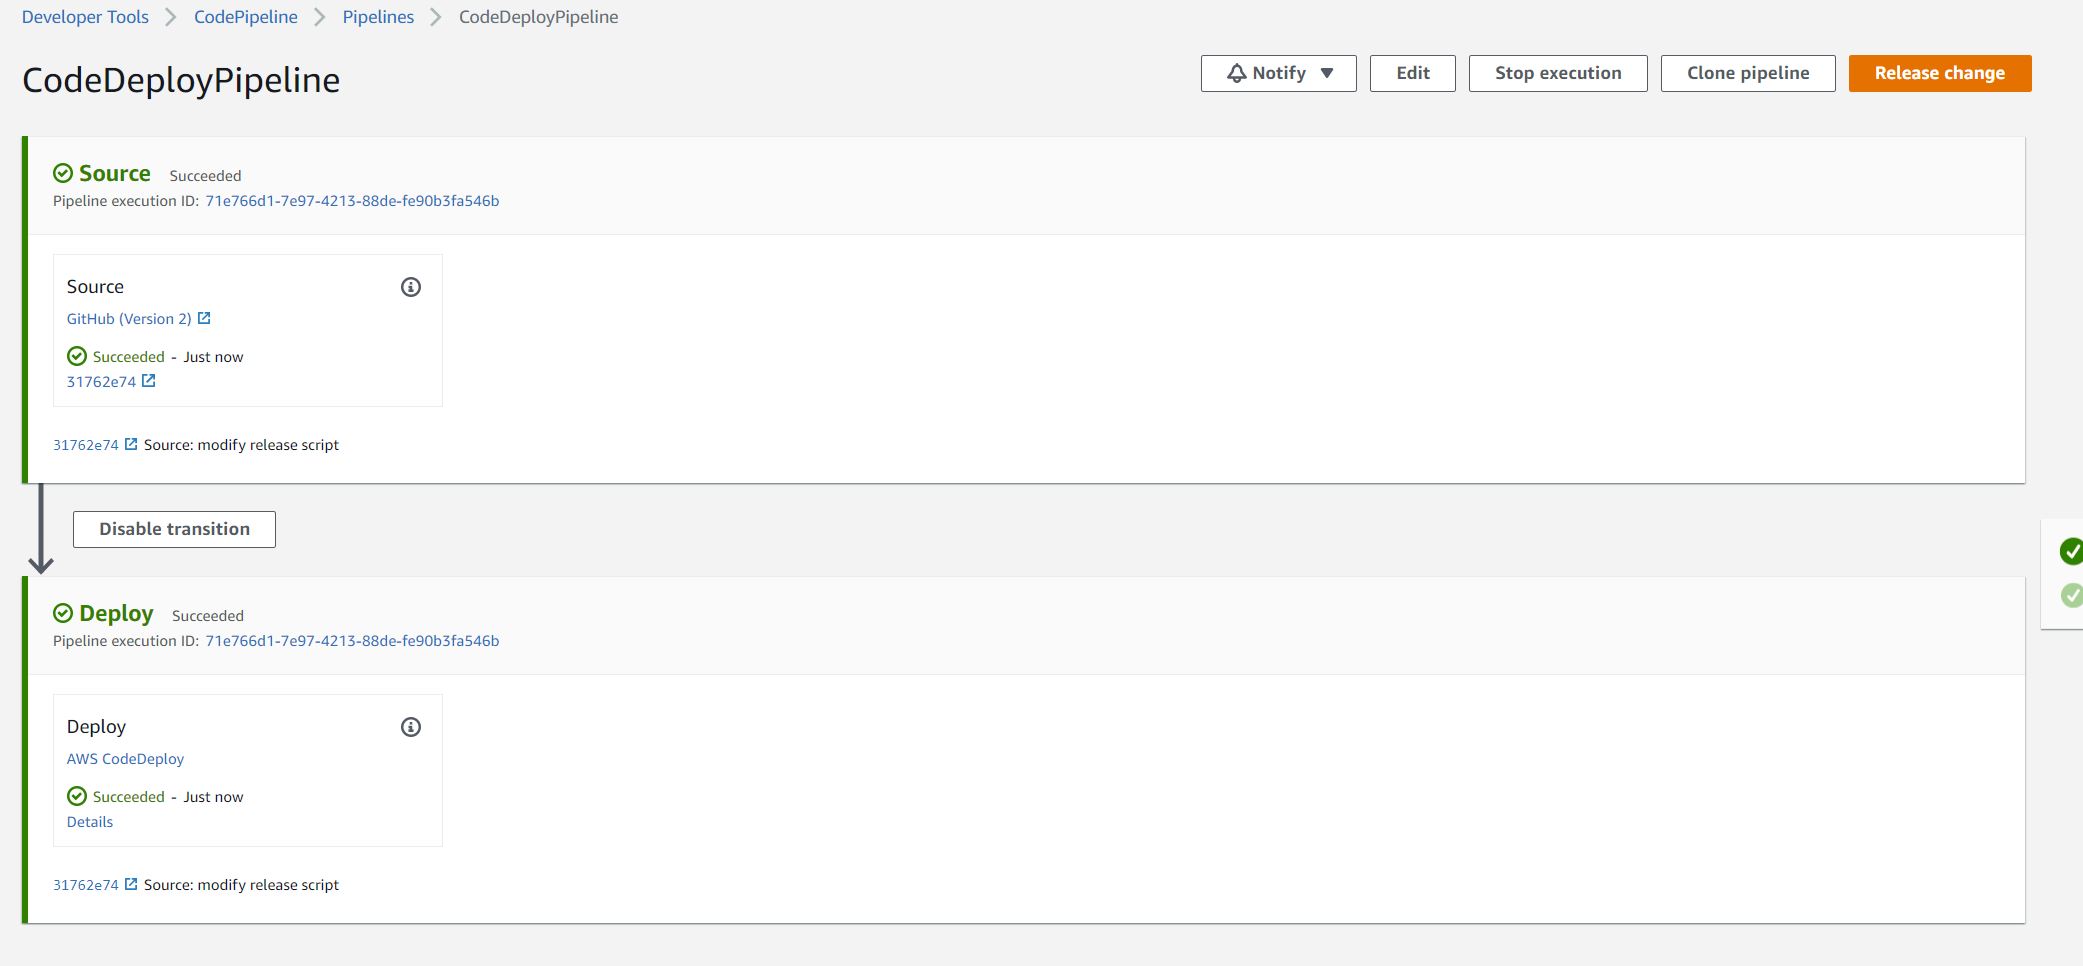 Developer Tools > CodePipeline > Pipelines > CodeDeployPipeline
CodeDeployPipeline
Notify
Edit
Stop execution
Clone pipeline
Release change
Source Succeeded
Pipeline execution ID: 71e766d1-7e97-4213-88de-fe90b3fa546b
Source
GitHub (Version 2)
Succeeded - Just now
31762e74
31762e74 Source: modify release script
Disable transition
Deploy Succeeded
Pipeline execution ID: 71e766d1-7e97-4213-88de-fe90b3fa546b
Deploy
AWS CodeDeploy
Succeeded - Just now
Details
31762e74 Source: modify release script